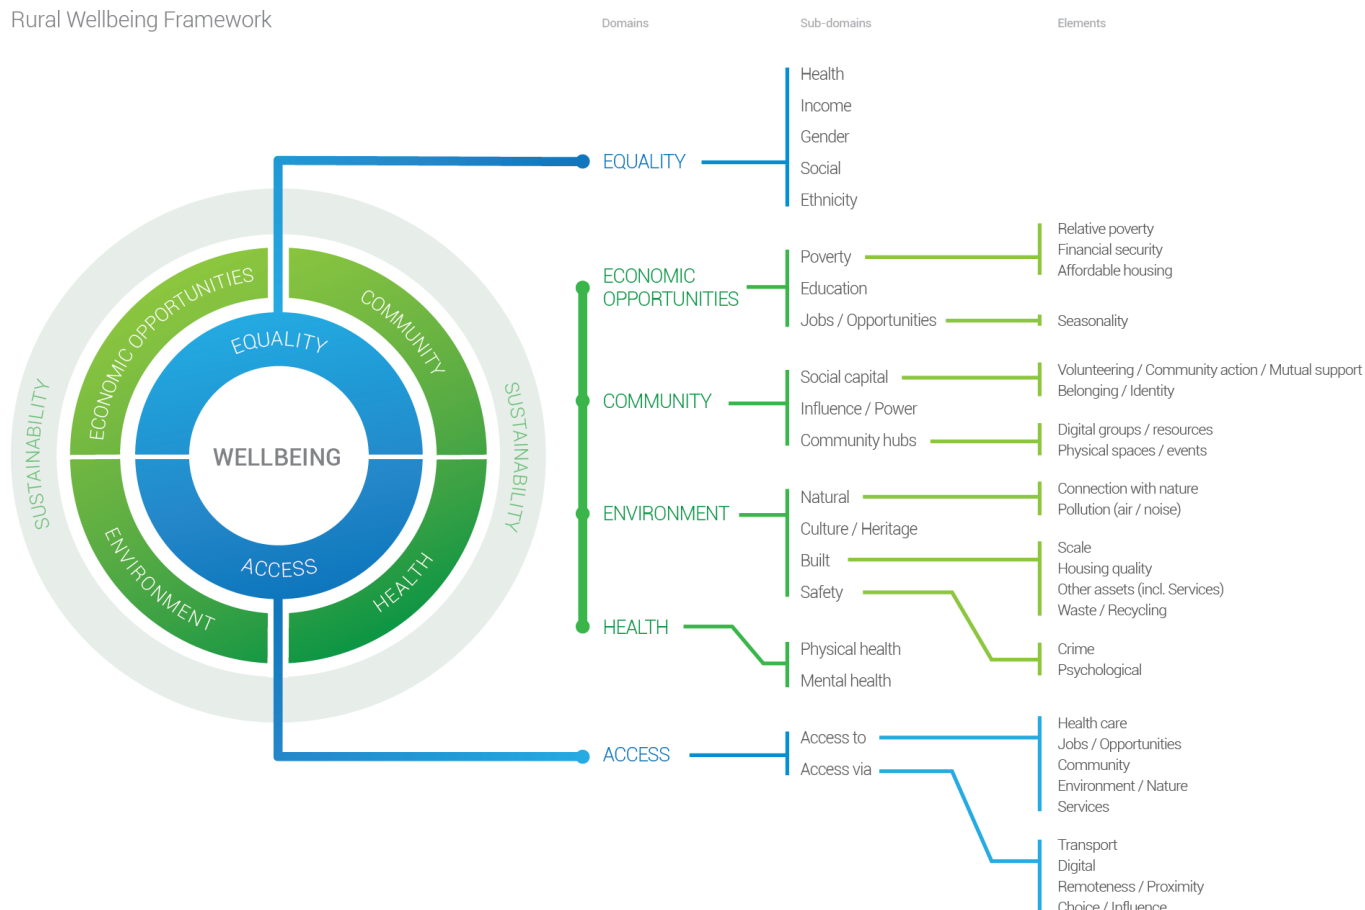 Rural Wellbeing Framework
Domains
Sub-domains
Elements
SUSTAINABILITY
SUSTAINABILITY
ECONOMIC OPPORTUNITIES
COMMUNITY
ENVIRONMENT
HEALTH
EQUALITY
ACCESS
WELLBEING
EQUALITY
Health
Income
Gender
Social
Ethnicity
ECONOMIC
OPPORTUNITIES
Poverty
Relative poverty
Financial security
Affordable housing
Education
Jobs / Opportunities
Seasonality
COMMUNITY
Social capital
Volunteering / Community action / Mutual support
Belonging / Identity
Influence / Power
Community hubs
Digital groups / resources
Physical spaces / events
ENVIRONMENT
Natural
Connection with nature
Pollution (air / noise)
Culture / Heritage
Built
Scale
Housing quality
Other assets (incl. Services)
Waste / Recycling
Safety
Crime
Psychological
HEALTH
Physical health
Mental health
ACCESS
Access to
Health care
Jobs / Opportunities
Community
Environment / Nature
Services
Access via
Transport
Digital
Remoteness / Proximity
Choice / Influence